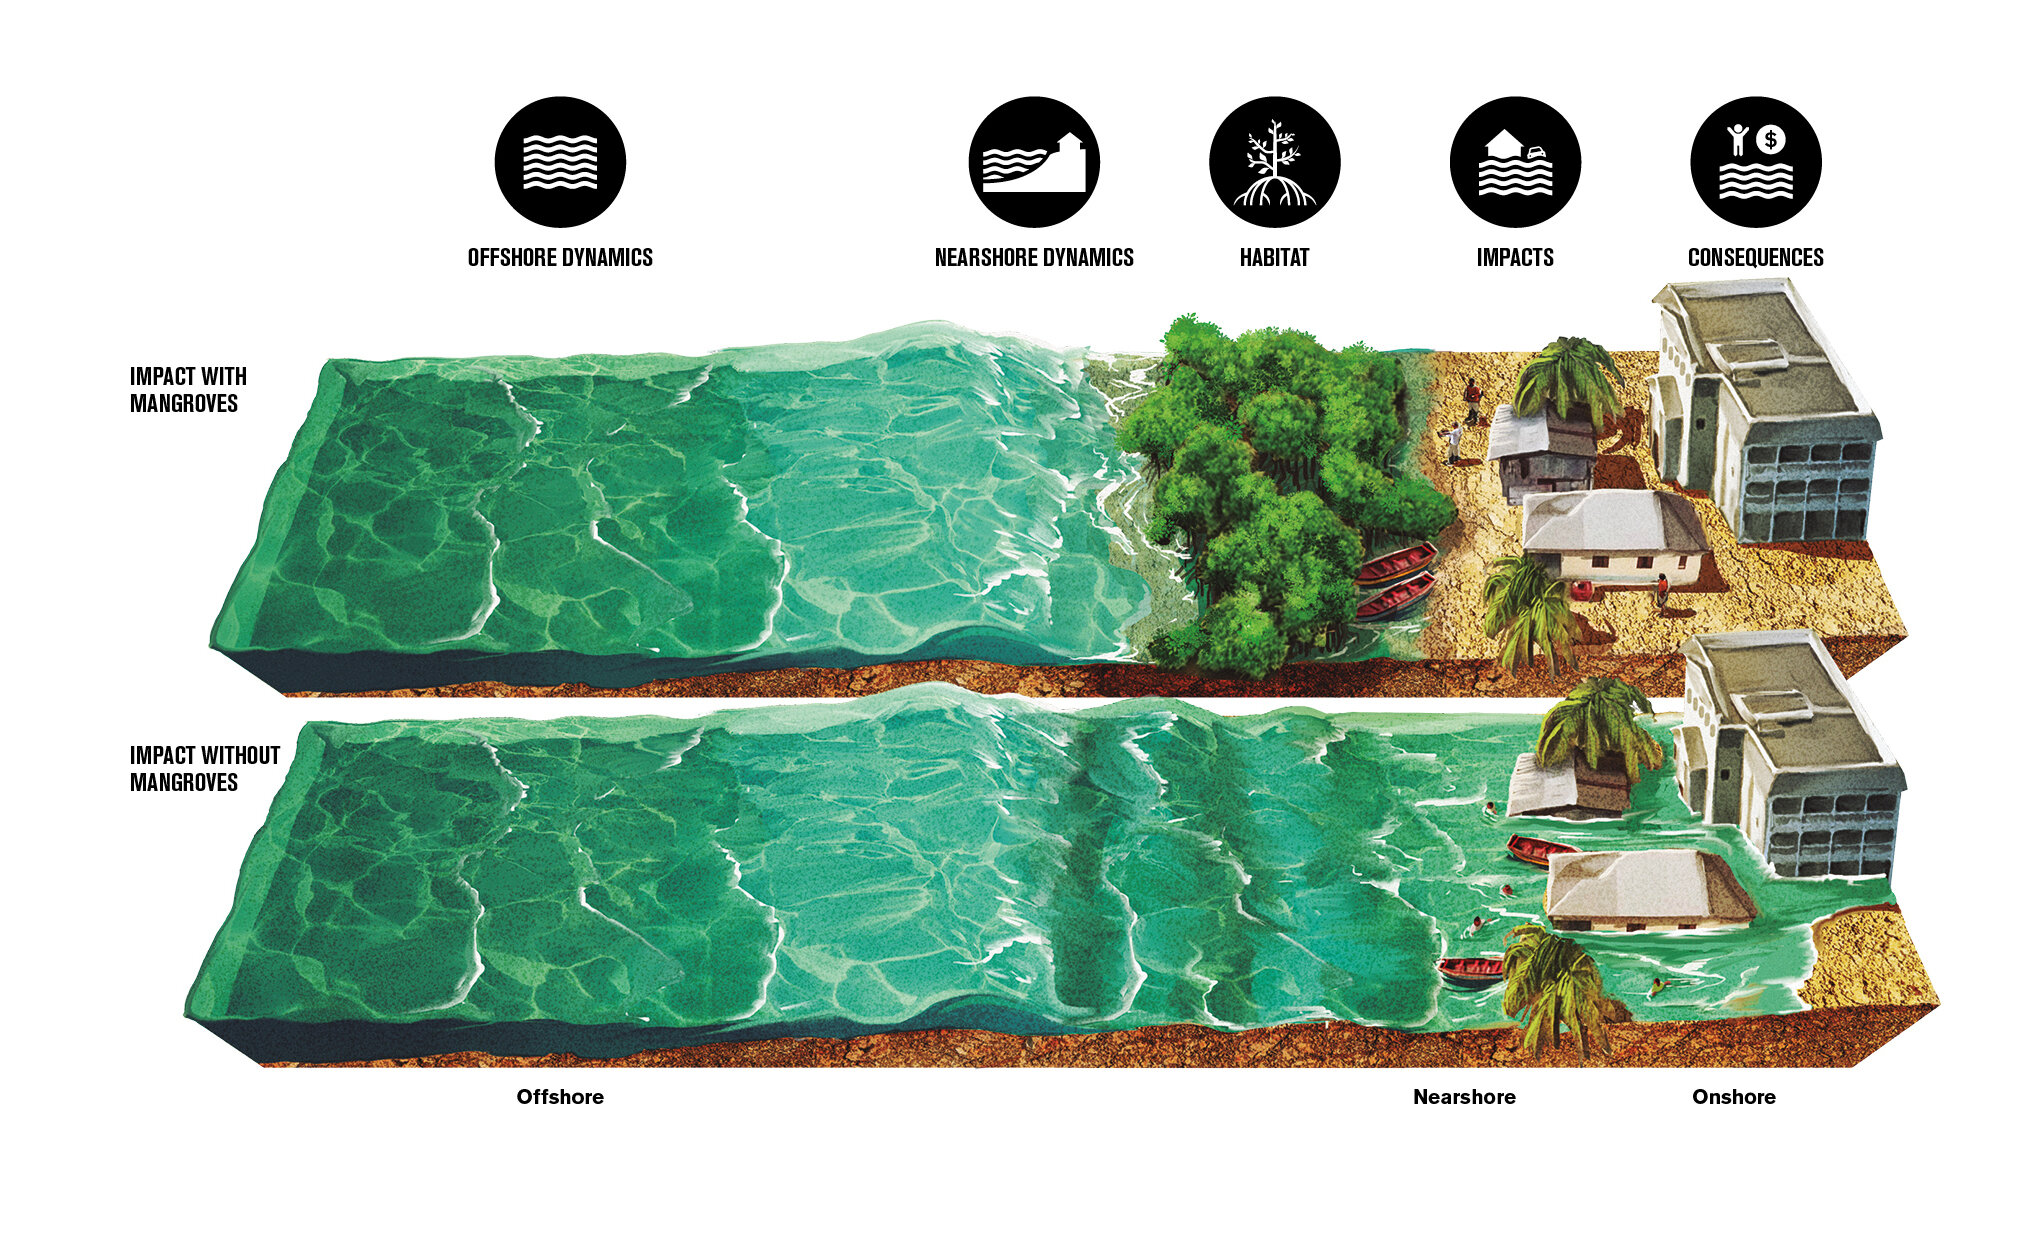 OFFSHORE DYNAMICS
NEARSHORE DYNAMICS
HABITAT
$
IMPACTS
CONSEQUENCES
IMPACT WITH
MANGROVES
IMPACT WITHOUT
MANGROVES
Offshore
Nearshore
Onshore